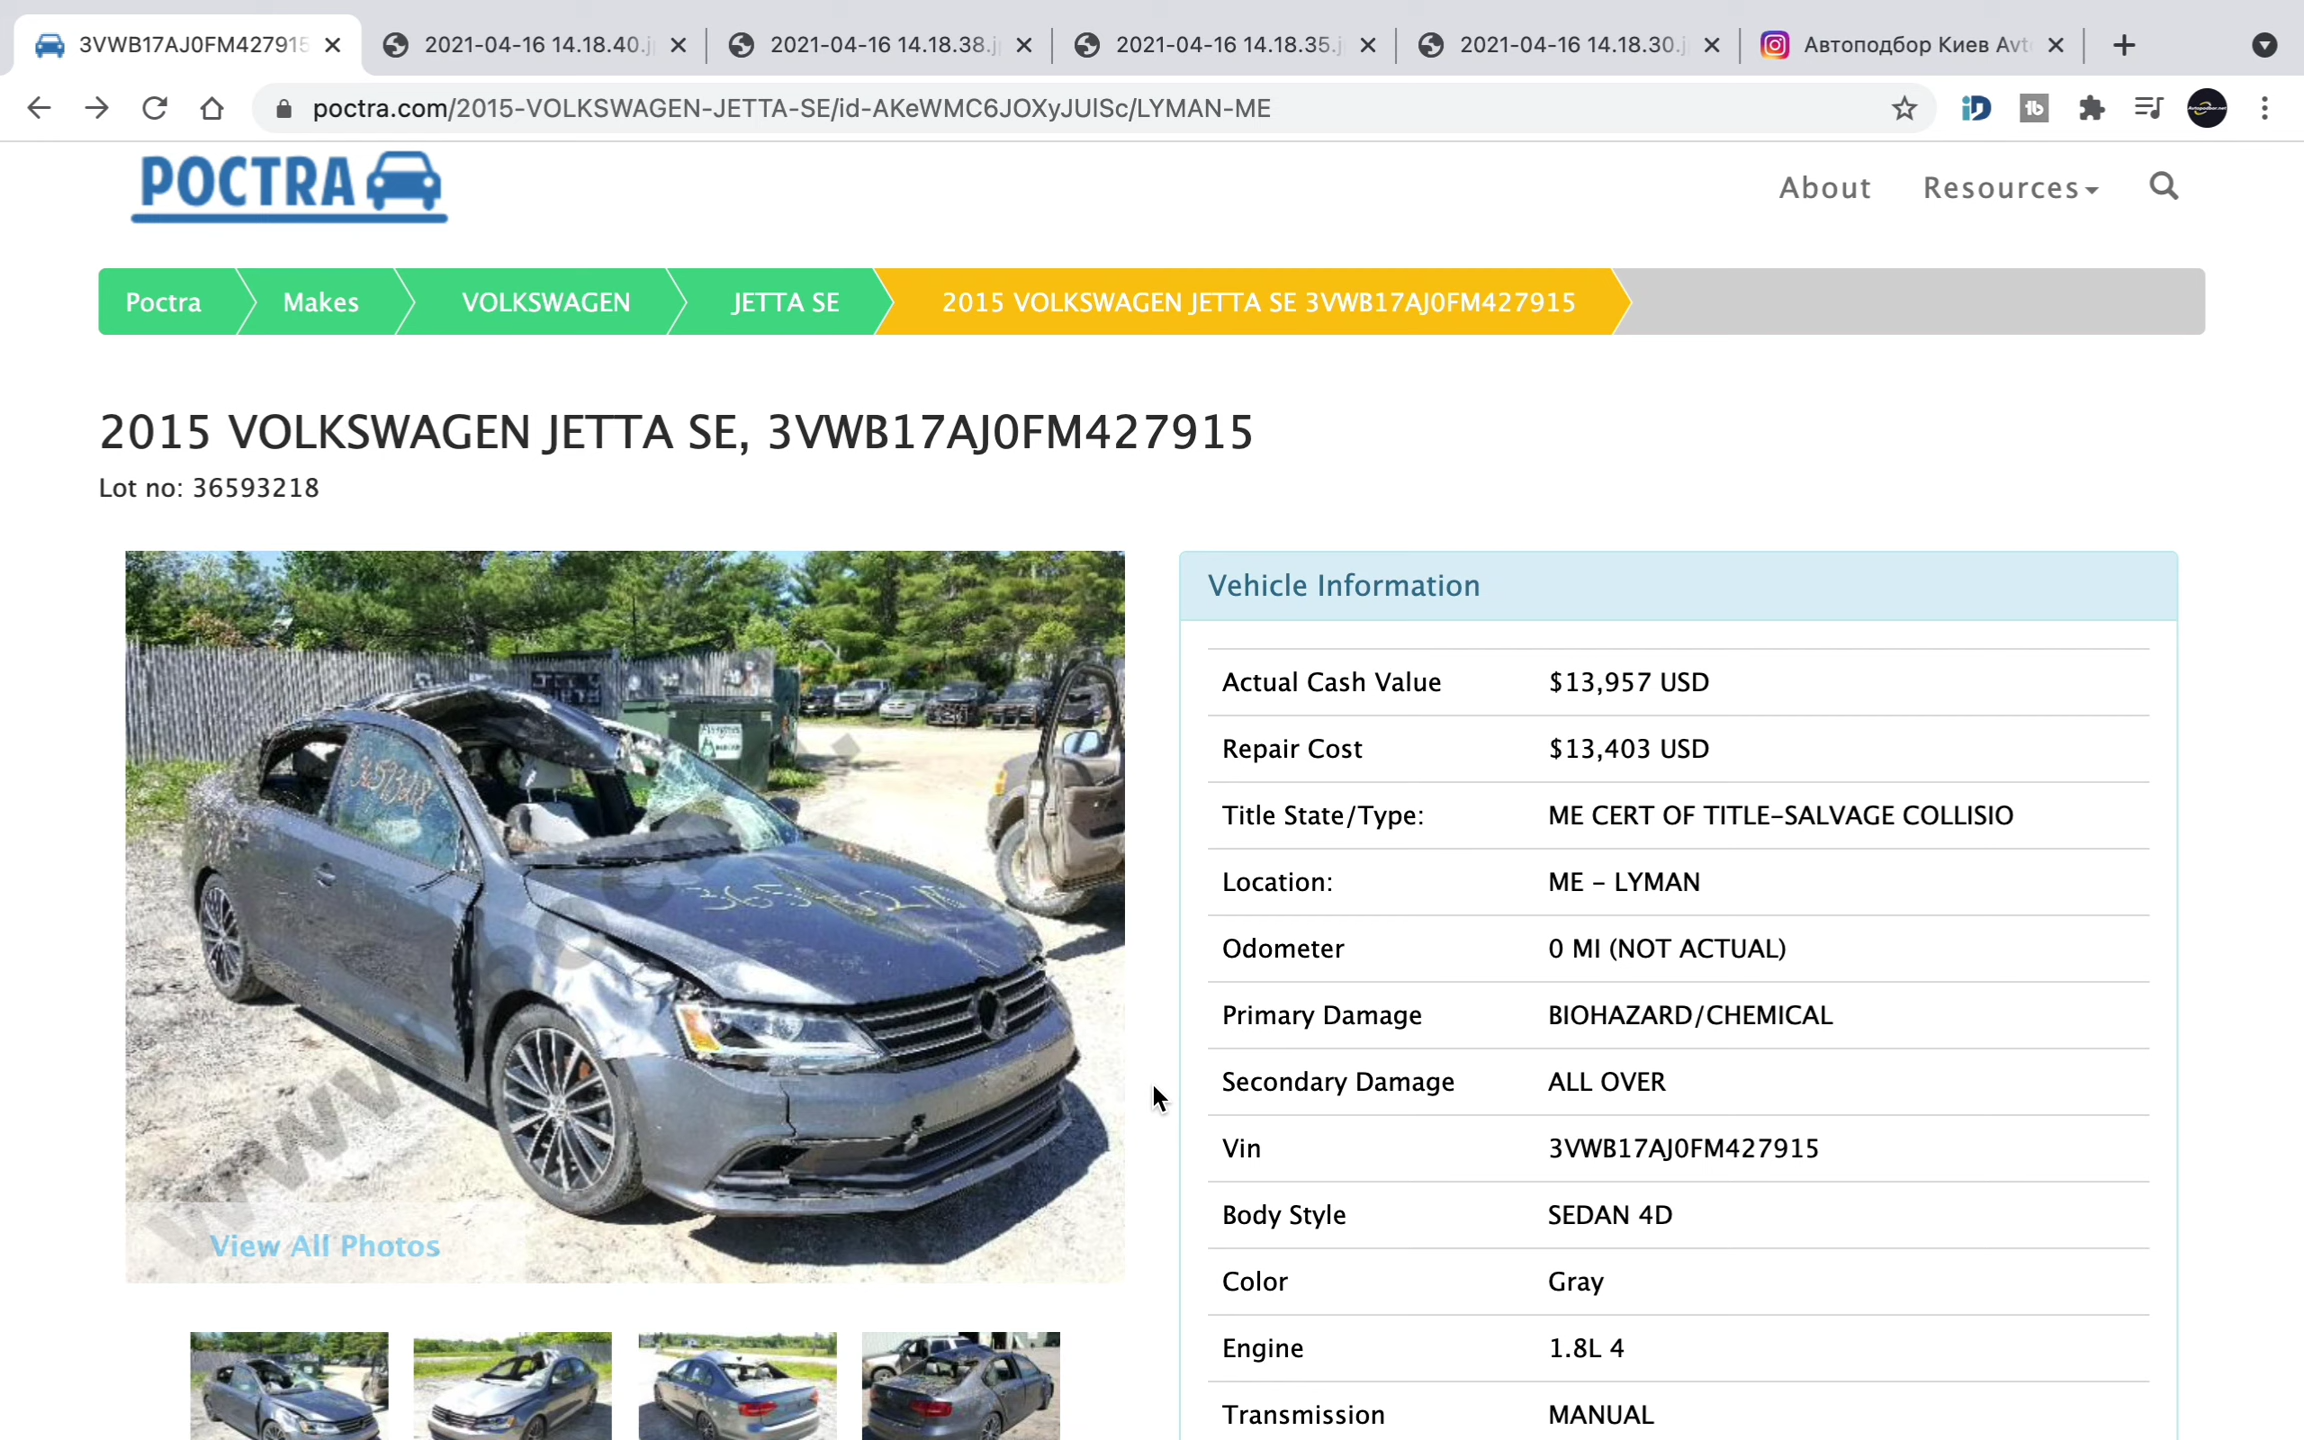 3VWB17AJ0FM427915
2021-04-16 14.18.40.j
2021-04-16 14.18.38.j
2021-04-16 14.18.35.j
2021-04-16 14.18.30.j
Автоподбор Киев Avto
poctra.com/2015-VOLKSWAGEN-JETTA-SE/id-AKeWMC6JOXyJUlSc/LYMAN-ME
POCTRA
About
Resources
Poctra
Makes
VOLKSWAGEN
JETTA SE
2015 VOLKSWAGEN JETTA SE 3VWB17AJ0FM427915
2015 VOLKSWAGEN JETTA SE, 3VWB17AJ0FM427915
Lot no: 36593218
36593218
www.
View All Photos
Vehicle Information
Actual Cash Value $13,957 USD
Repair Cost $13,403 USD
Title State/Type: ME CERT OF TITLE-SALVAGE COLLISIO
Location: ME - LYMAN
Odometer 0 MI (NOT ACTUAL)
Primary Damage BIOHAZARD/CHEMICAL
Secondary Damage ALL OVER
Vin 3VWB17AJ0FM427915
Body Style SEDAN 4D
Color Gray
Engine 1.8L 4
Transmission MANUAL